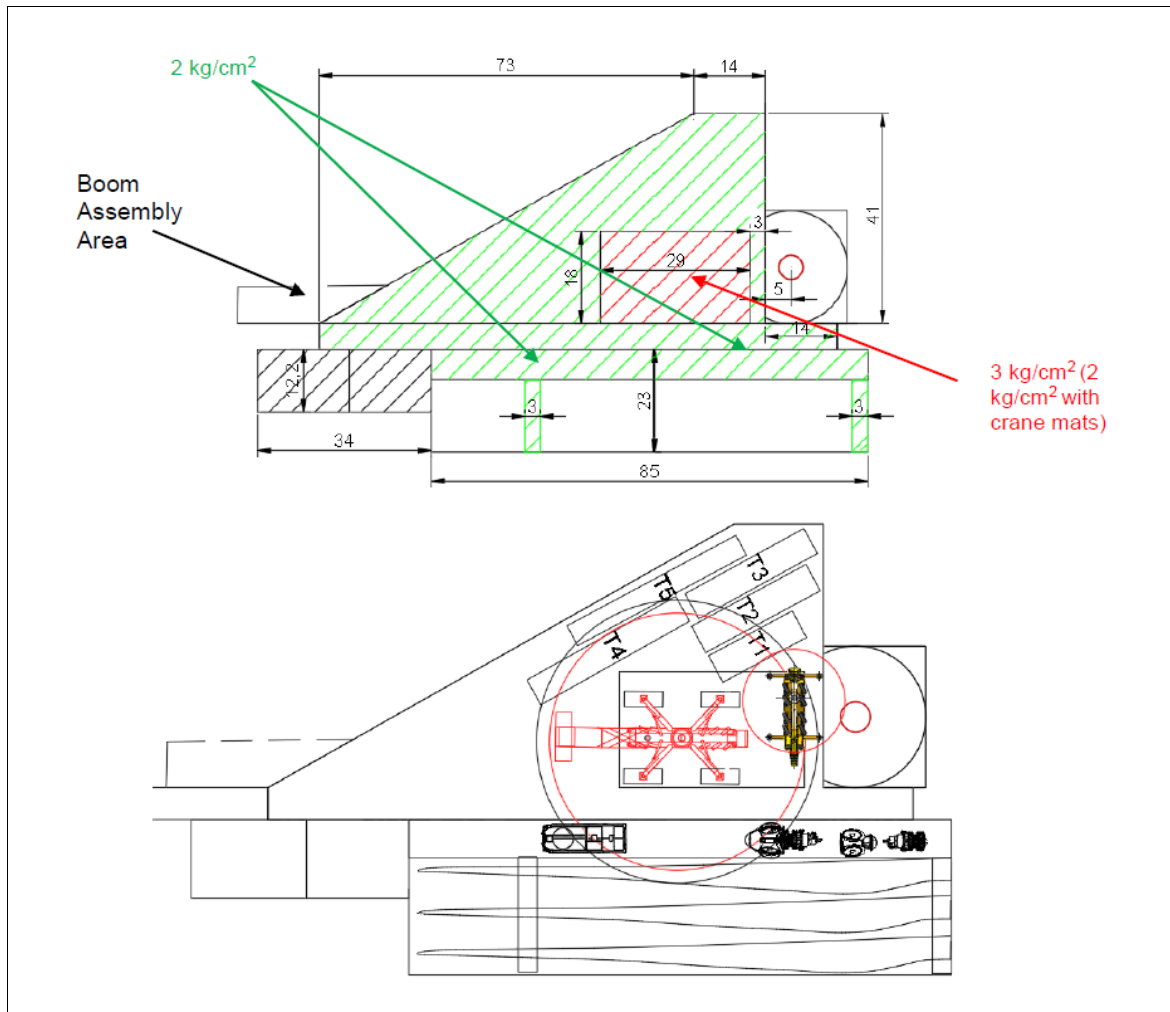 2 kg/cm²
73
14
Boom
Assembly
Area
41
3
29
18
5
14
12,2
3
23
3
34
85
3 kg/cm² (2
kg/cm² with
crane mats)
T3
T5
T2
T1
T4